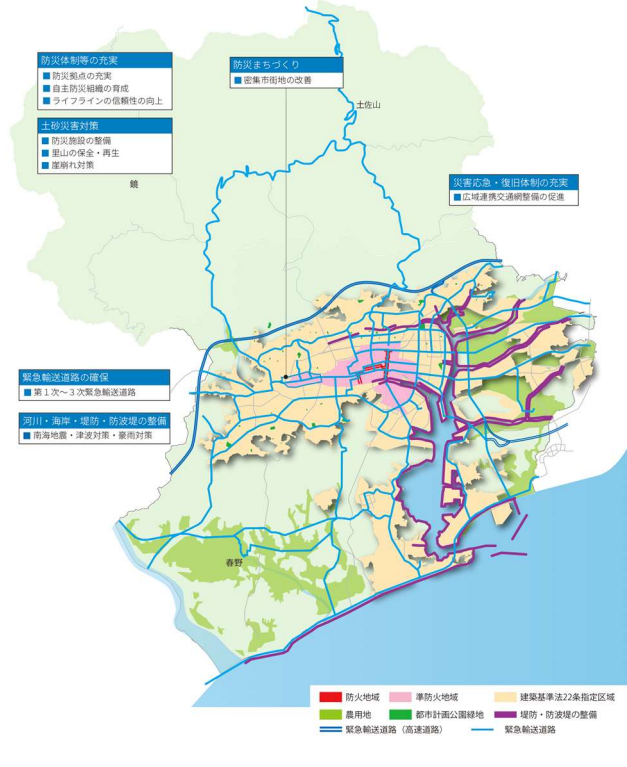 防災体制等の充実
■防災拠点の充実
■自主防災組織の育成
■ライフラインの信頼性の向上
防災まちづくり
■密集市街地の改善
土佐山
土砂災害対策
■防災施設の整備
■里山の保全・再生
■崖崩れ対策
鏡
災害応急・復旧体制の充実
■広域連携交通網整備の促進
緊急輸送道路の確保
■第１次～３次緊急輸送道路
河川・海岸・堤防・防波堤の整備
■南海地震・津波対策・豪雨対策
春野
防火地域 準防火地域 建築基準法22条指定区域
農用地 都市計画公園緑地 堤防・防波堤の整備
緊急輸送道路（高速道路） 緊急輸送道路